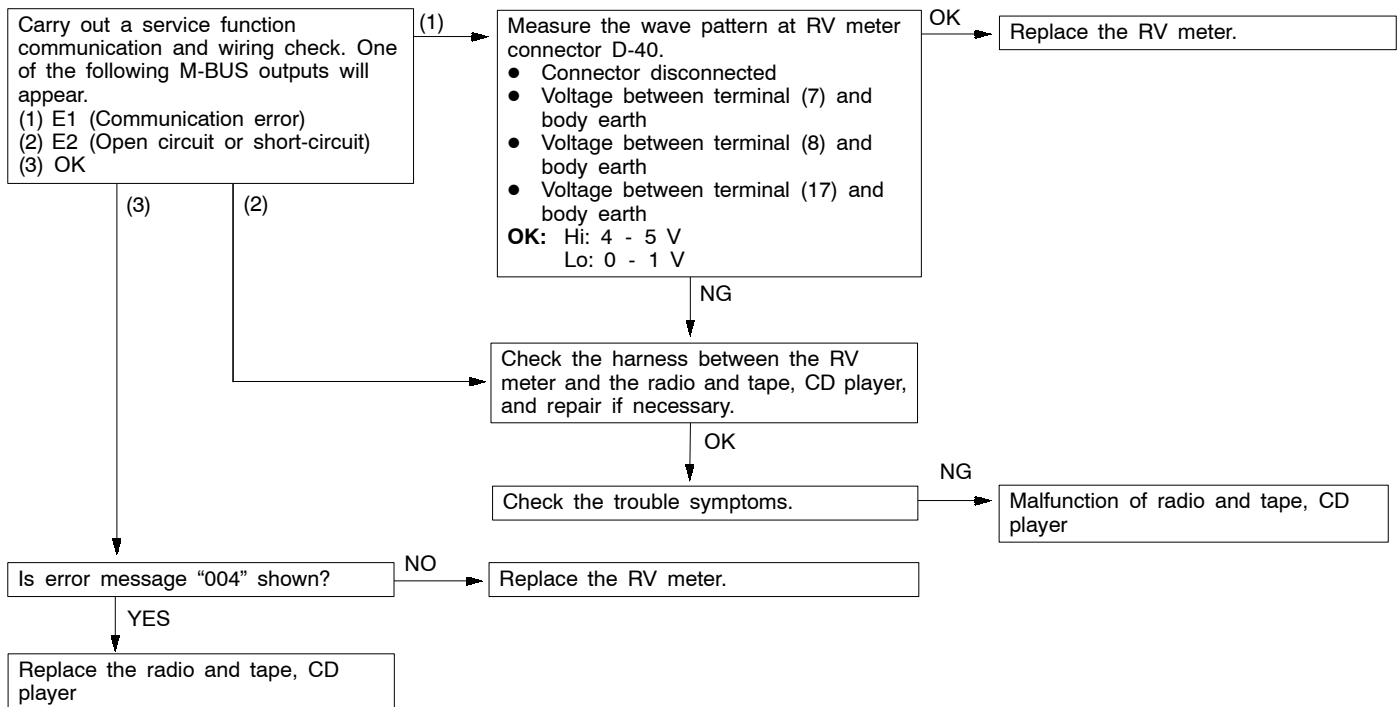 Carry out a service function
communication and wiring check. One
of the following M-BUS outputs will
appear.
(1) E1 (Communication error)
(2) E2 (Open circuit or short-circuit)
(3) OK
(1)
Measure the wave pattern at RV meter
connector D-40.
● Connector disconnected
● Voltage between terminal (7) and
body earth
● Voltage between terminal (8) and
body earth
● Voltage between terminal (17) and
body earth
OK: Hi: 4 - 5 V
Lo: 0 - 1 V
OK
Replace the RV meter.
(3)
(2)
NG
Check the harness between the RV
meter and the radio and tape, CD player,
and repair if necessary.
OK
Check the trouble symptoms.
NG
Malfunction of radio and tape, CD
player
Is error message “004” shown?
NO
Replace the RV meter.
YES
Replace the radio and tape, CD
player